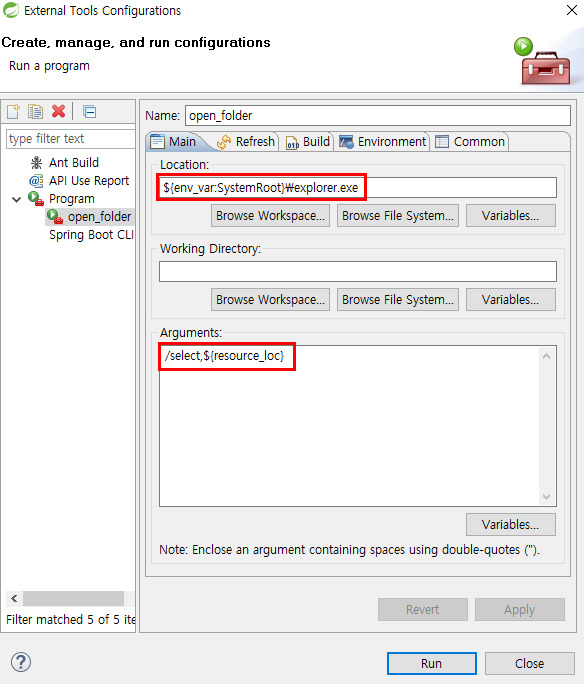 External Tools Configurations
Create, manage, and run configurations
Run a program
Name: open_folder
type filter text
Ant Build
API Use Report
Program
open_folder
Spring Boot CLI
Filter matched 5 of 5 ite
Main Refresh Build Environment Common
Location:
${env_var:SystemRoot}₩explorer.exe
Browse Workspace... Browse File System... Variables...
Working Directory:
Browse Workspace... Browse File System... Variables...
Arguments:
/select,${resource_loc}
Variables...
Note: Enclose an argument containing spaces using double-quotes (").
Revert Apply
Run Close